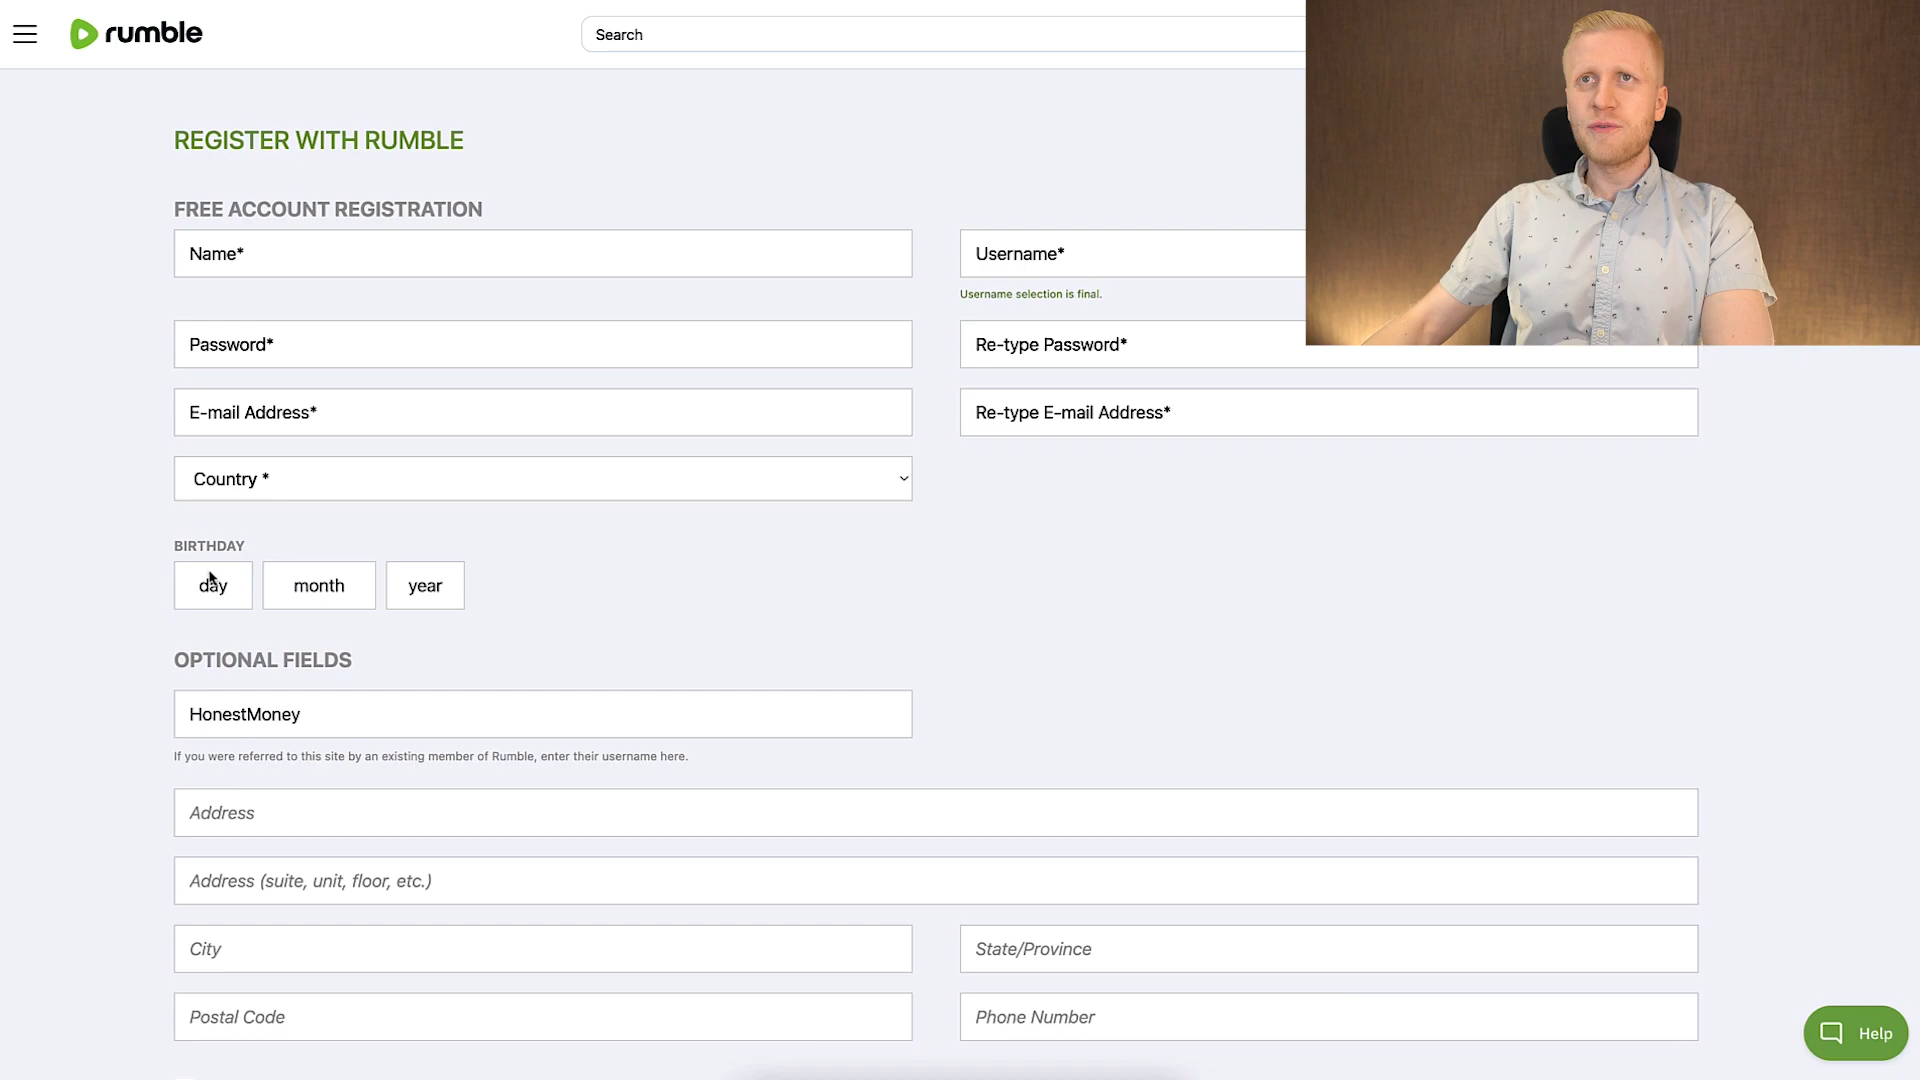 rumble
Search
REGISTER WITH RUMBLE
FREE ACCOUNT REGISTRATION
Name*
Username*
Username selection is final.
Password*
Re-type Password*
E-mail Address*
Re-type E-mail Address*
Country *
BIRTHDAY
day month year
OPTIONAL FIELDS
HonestMoney
If you were referred to this site by an existing member of Rumble, enter their username here.
Address
Address (suite, unit, floor, etc.)
City
State/Province
Postal Code
Phone Number
Help